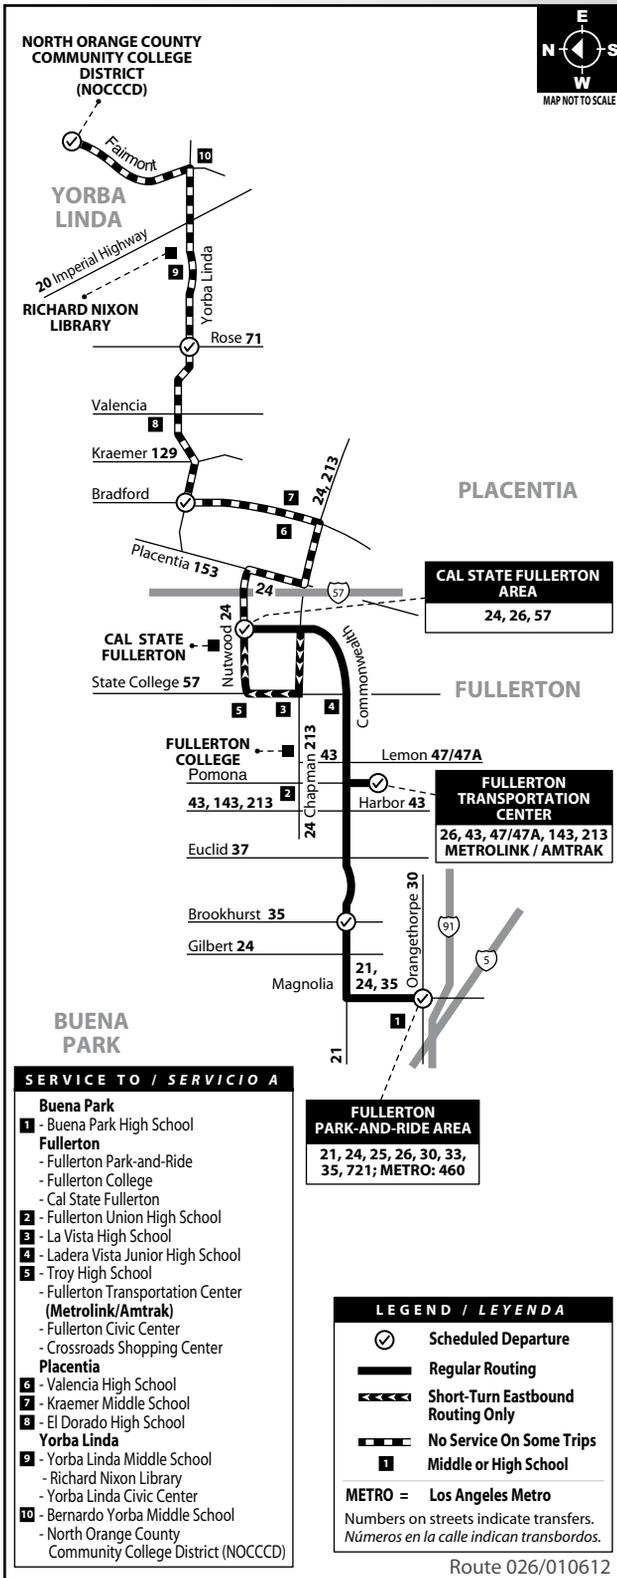 NORTH ORANGE COUNTY
COMMUNITY COLLEGE
DISTRICT
(NOCCCD)
E
N
S
W
MAP NOT TO SCALE
Fairmont
10
YORBA
LINDA
20 Imperial Highway
9
Yorba Linda
RICHARD NIXON
LIBRARY
Rose 71
Valencia
8
Kraemer 129
Bradford
7
24, 213
6
PLACENTIA
Placentia 153
24
57
CAL STATE FULLERTON
AREA
24, 26, 57
Nutwood 24
CAL STATE
FULLERTON
Commonwealth
State College 57
5
3
4
FULLERTON
FULLERTON
COLLEGE
24 Chapman 213
43
Lemon 47/47A
Pomona
2
43, 143, 213
Harbor 43
FULLERTON
TRANSPORTATION
CENTER
26, 43, 47/47A, 143, 213
METROLINK / AMTRAK
Euclid 37
Orangethorpe 30
Brookhurst 35
91
Gilbert 24
5
21,
24, 35
Magnolia
1
21
BUENA
PARK
FULLERTON
PARK-AND-RIDE AREA
21, 24, 25, 26, 30, 33,
35, 721; METRO: 460
SERVICE TO / SERVICIO A
Buena Park
1 - Buena Park High School
Fullerton
- Fullerton Park-and-Ride
- Fullerton College
- Cal State Fullerton
2 - Fullerton Union High School
3 - La Vista High School
4 - Ladera Vista Junior High School
5 - Troy High School
- Fullerton Transportation Center
(Metrolink/Amtrak)
- Fullerton Civic Center
- Crossroads Shopping Center
Placentia
6 - Valencia High School
7 - Kraemer Middle School
8 - El Dorado High School
Yorba Linda
9 - Yorba Linda Middle School
- Richard Nixon Library
- Yorba Linda Civic Center
10 - Bernardo Yorba Middle School
- North Orange County
Community College District (NOCCCD)
LEGEND / LEYENDA
Scheduled Departure
Regular Routing
Short-Turn Eastbound
Routing Only
No Service On Some Trips
1 Middle or High School
METRO = Los Angeles Metro
Numbers on streets indicate transfers.
Números en la calle indican transbordos.
Route 026/010612